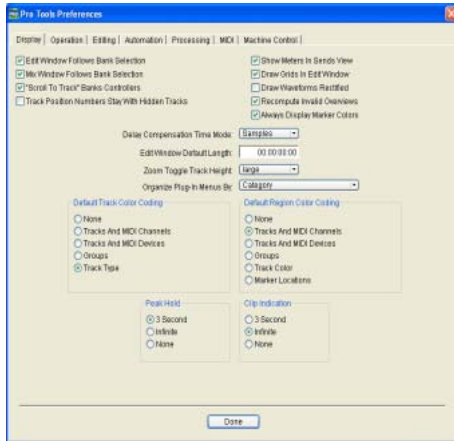 Pro Tools Preferences
Display Operation Editing Automation Processing MIDI Machine Control
Edit Window Follows Bank Selection
Mix Window Follows Bank Selection
"Scroll To Track" Banks Controllers
Track Position Numbers Stay With Hidden Tracks
Show Meters In Sends View
Draw Grids In Edit Window
Draw Waveforms Rectified
Recompute Invalid Overviews
Always Display Marker Colors
Delay Compensation Time Mode: Samples
Edit Window Default Length: 00:00:00:00
Zoom Toggle Track Height: large
Organize Plug-In Menus By: Category
Default Track Color Coding
None
Tracks And MIDI Channels
Tracks And MIDI Devices
Groups
Track Type
Default Region Color Coding
None
Tracks And MIDI Channels
Tracks And MIDI Devices
Groups
Track Color
Marker Locations
Peak Hold
3 Second
Infinite
None
Clip Indication
3 Second
Infinite
None
Done